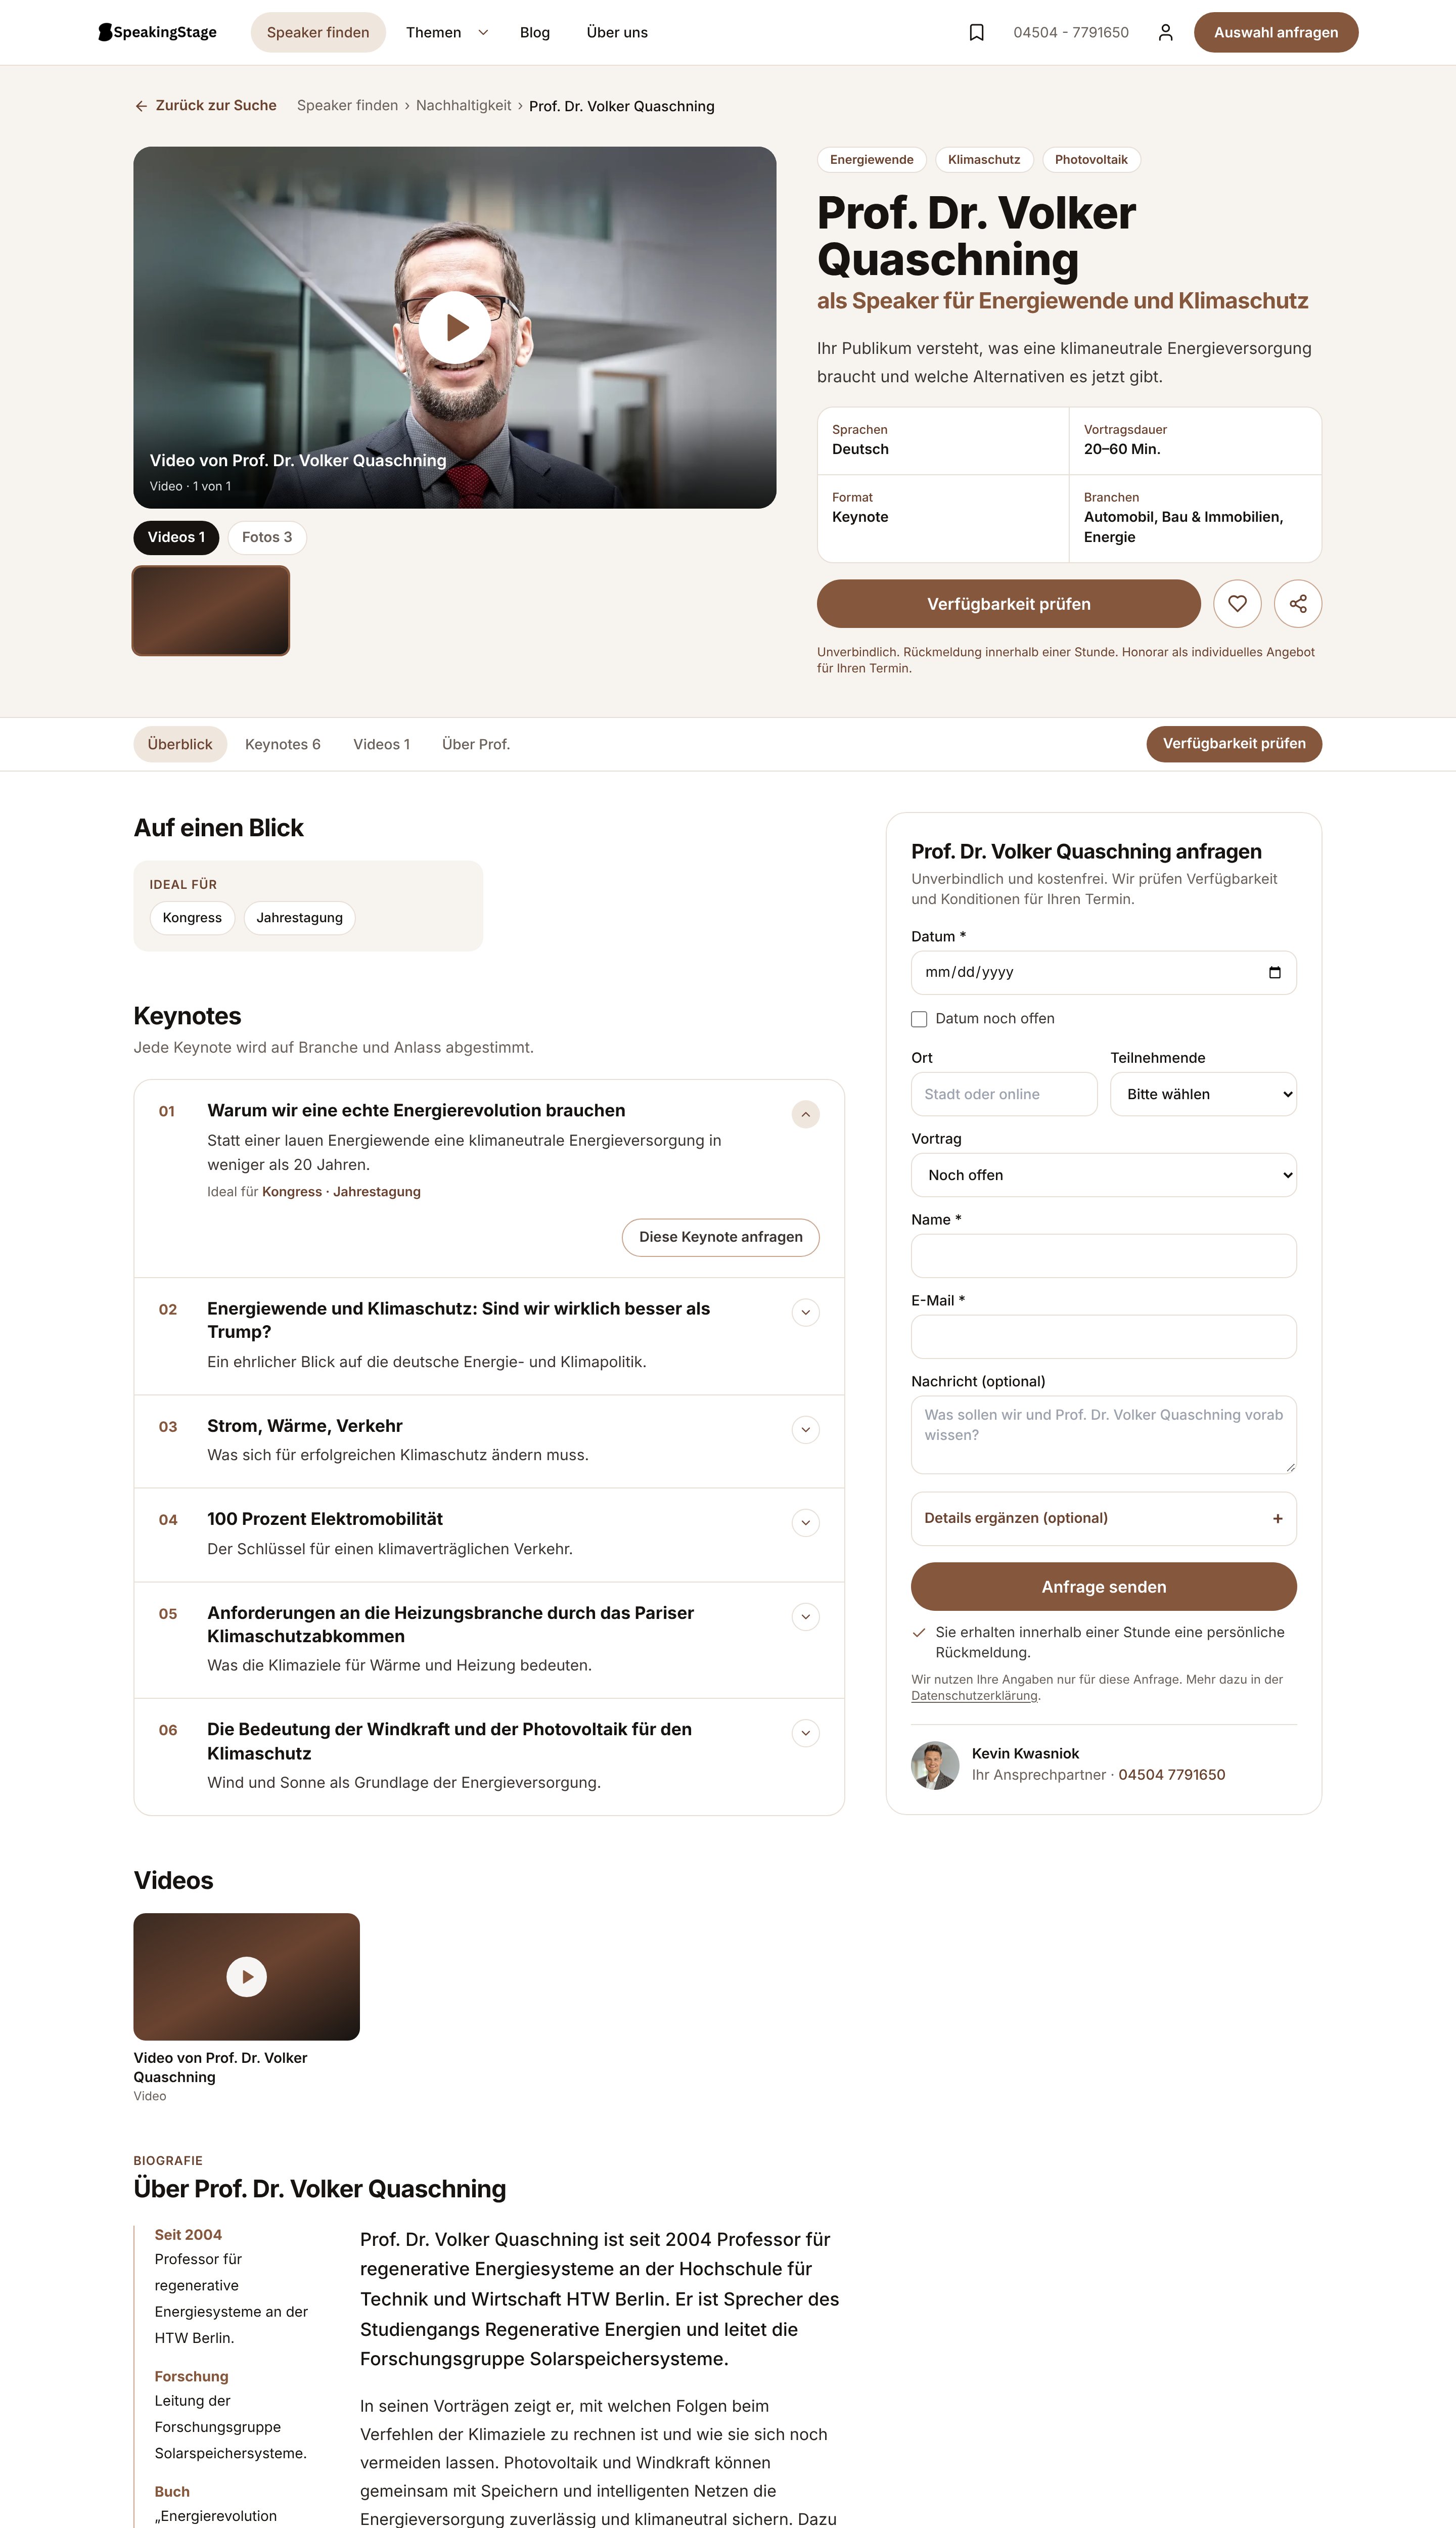 SpeakingStage
Speaker finden
Themen
Blog
Über uns
04504 - 7791650
Auswahl anfragen
Zurück zur Suche
Speaker finden › Nachhaltigkeit › Prof. Dr. Volker Quaschning
Video von Prof. Dr. Volker Quaschning
Video · 1 von 1
Videos 1
Fotos 3
Energiewende
Klimaschutz
Photovoltaik
Prof. Dr. Volker
Quaschning
als Speaker für Energiewende und Klimaschutz
Ihr Publikum versteht, was eine klimaneutrale Energieversorgung
braucht und welche Alternativen es jetzt gibt.
Sprachen
Deutsch
Vortragsdauer
20–60 Min.
Format
Keynote
Branchen
Automobil, Bau & Immobilien,
Energie
Verfügbarkeit prüfen
Unverbindlich. Rückmeldung innerhalb einer Stunde. Honorar als individuelles Angebot
für Ihren Termin.
Überblick
Keynotes 6
Videos 1
Über Prof.
Verfügbarkeit prüfen
Auf einen Blick
IDEAL FÜR
Kongress
Jahrestagung
Keynotes
Jede Keynote wird auf Branche und Anlass abgestimmt.
01
Warum wir eine echte Energierevolution brauchen
Statt einer lauen Energiewende eine klimaneutrale Energieversorgung in
weniger als 20 Jahren.
Ideal für Kongress · Jahrestagung
Diese Keynote anfragen
02
Energiewende und Klimaschutz: Sind wir wirklich besser als
Trump?
Ein ehrlicher Blick auf die deutsche Energie- und Klimapolitik.
03
Strom, Wärme, Verkehr
Was sich für erfolgreichen Klimaschutz ändern muss.
04
100 Prozent Elektromobilität
Der Schlüssel für einen klimaverträglichen Verkehr.
05
Anforderungen an die Heizungsbranche durch das Pariser
Klimaschutzabkommen
Was die Klimaziele für Wärme und Heizung bedeuten.
06
Die Bedeutung der Windkraft und der Photovoltaik für den
Klimaschutz
Wind und Sonne als Grundlage der Energieversorgung.
Prof. Dr. Volker Quaschning anfragen
Unverbindlich und kostenfrei. Wir prüfen Verfügbarkeit
und Konditionen für Ihren Termin.
Datum *
mm/dd/yyyy
Datum noch offen
Ort
Stadt oder online
Teilnehmende
Bitte wählen
Vortrag
Noch offen
Name *
E-Mail *
Nachricht (optional)
Was sollen wir und Prof. Dr. Volker Quaschning vorab
wissen?
Details ergänzen (optional)
+
Anfrage senden
Sie erhalten innerhalb einer Stunde eine persönliche
Rückmeldung.
Wir nutzen Ihre Angaben nur für diese Anfrage. Mehr dazu in der
Datenschutzerklärung.
Kevin Kwasniok
Ihr Ansprechpartner · 04504 7791650
Videos
Video von Prof. Dr. Volker
Quaschning
Video
BIOGRAFIE
Über Prof. Dr. Volker Quaschning
Seit 2004
Professor für
regenerative
Energiesysteme an der
HTW Berlin.
Forschung
Leitung der
Forschungsgruppe
Solarspeichersysteme.
Buch
„Energierevolution
Prof. Dr. Volker Quaschning ist seit 2004 Professor für
regenerative Energiesysteme an der Hochschule für
Technik und Wirtschaft HTW Berlin. Er ist Sprecher des
Studiengangs Regenerative Energien und leitet die
Forschungsgruppe Solarspeichersysteme.
In seinen Vorträgen zeigt er, mit welchen Folgen beim
Verfehlen der Klimaziele zu rechnen ist und wie sie sich noch
vermeiden lassen. Photovoltaik und Windkraft können
gemeinsam mit Speichern und intelligenten Netzen die
Energieversorgung zuverlässig und klimaneutral sichern. Dazu